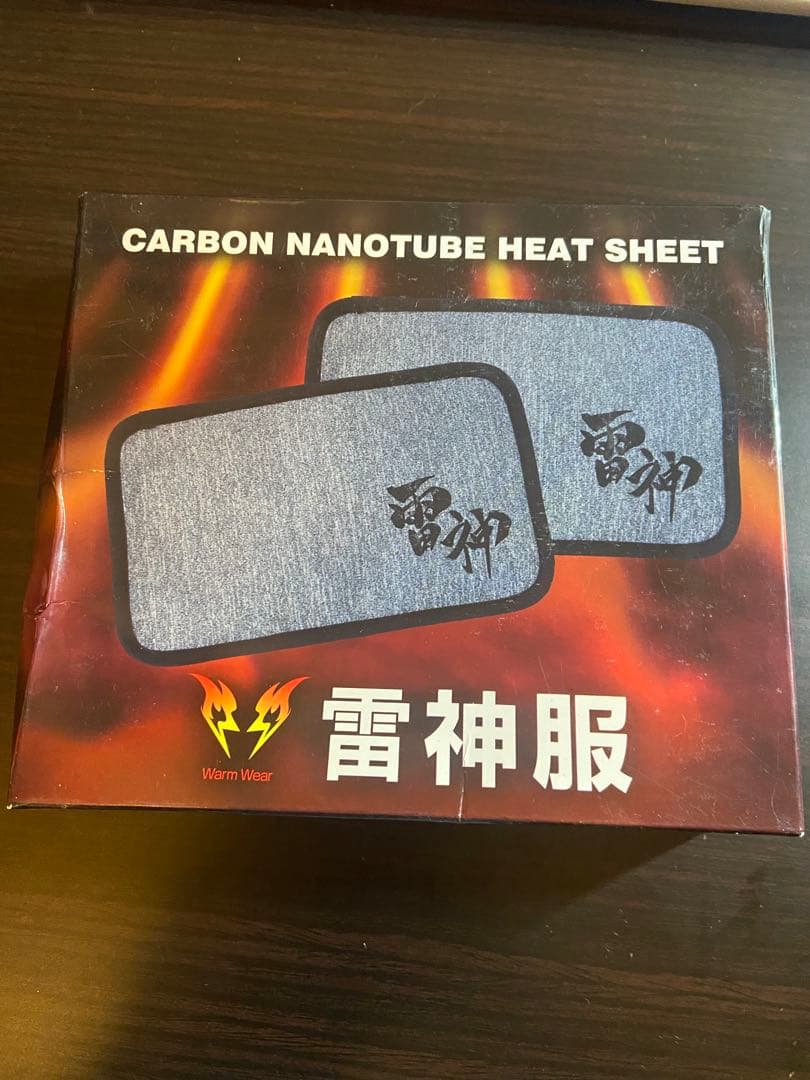 CARBON NANOTUBE HEAT SHEET
雷神
雷神
Warm Wear
雷神服